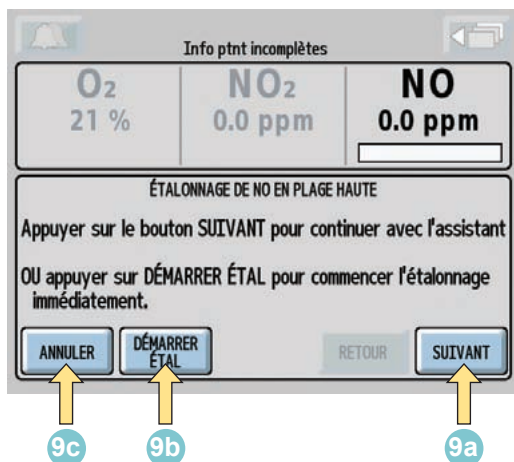 Info ptnt incomplètes
O2 NO2 NO
21 % 0.0 ppm 0.0 ppm
ÉTALONNAGE DE NO EN PLAGE HAUTE
Appuyer sur le bouton SUIVANT pour continuer avec l'assistant
OU appuyer sur DÉMARRER ÉTAL pour commencer l'étalonnage
immédiatement.
ANNULER
DÉMARRER
ÉTAL
RETOUR
SUIVANT
9c 9b 9a